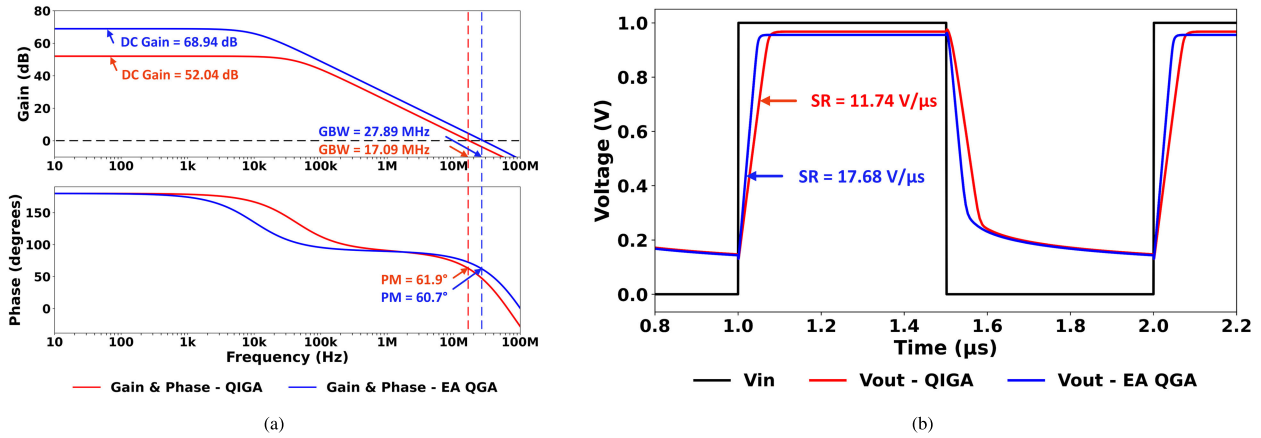 80
60
40
20
0
Gain (dB)
DC Gain = 68.94 dB
DC Gain = 52.04 dB
GBW = 27.89 MHz
GBW = 17.09 MHz
10 100 1k 10k 100k 1M 10M 100M
150
100
50
0
Phase (degrees)
PM = 61.9°
PM = 60.7°
10 100 1k 10k 100k 1M 10M 100M
Frequency (Hz)
Gain & Phase - QIGA Gain & Phase - EA QGA
(a)
1.0
0.8
0.6
0.4
0.2
0.0
Voltage (V)
SR = 11.74 V/μs
SR = 17.68 V/μs
0.8 1.0 1.2 1.4 1.6 1.8 2.0 2.2
Time (μs)
Vin Vout - QIGA Vout - EA QGA
(b)